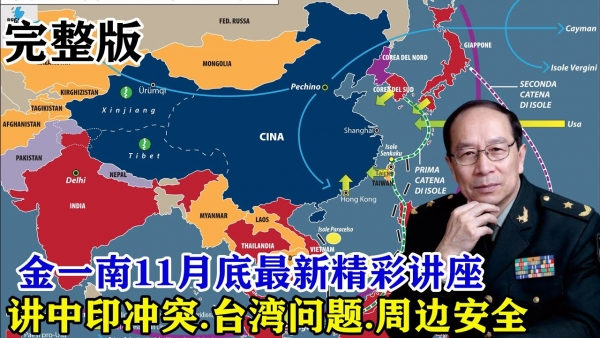 完整版
FED. RUSSA
KAZAKISTAN
MONGOLIA
KIRGHIZISTAN
TAGIKISTAN
AFGHANISTAN
PAKISTAN
Ürümqi
Xinjiang
Tibet
Pechino
CINA
Shanghai
Hong Kong
COREA DEL NORD
COREA DEL SUD
GIAPPONE
Cayman
Isole Vergini
SECONDA
CATENA
DI ISOLE
Usa
Isole
Senkaku
PRIMA
CATENA
DI ISOLE
TAIWAN
Delhi
NEPAL
INDIA
MYANMAR
LAOS
THAILANDIA
VIETNAM
Isole Paracelso
金一南11月底最新精彩讲座
讲中印冲突.台湾问题.周边安全